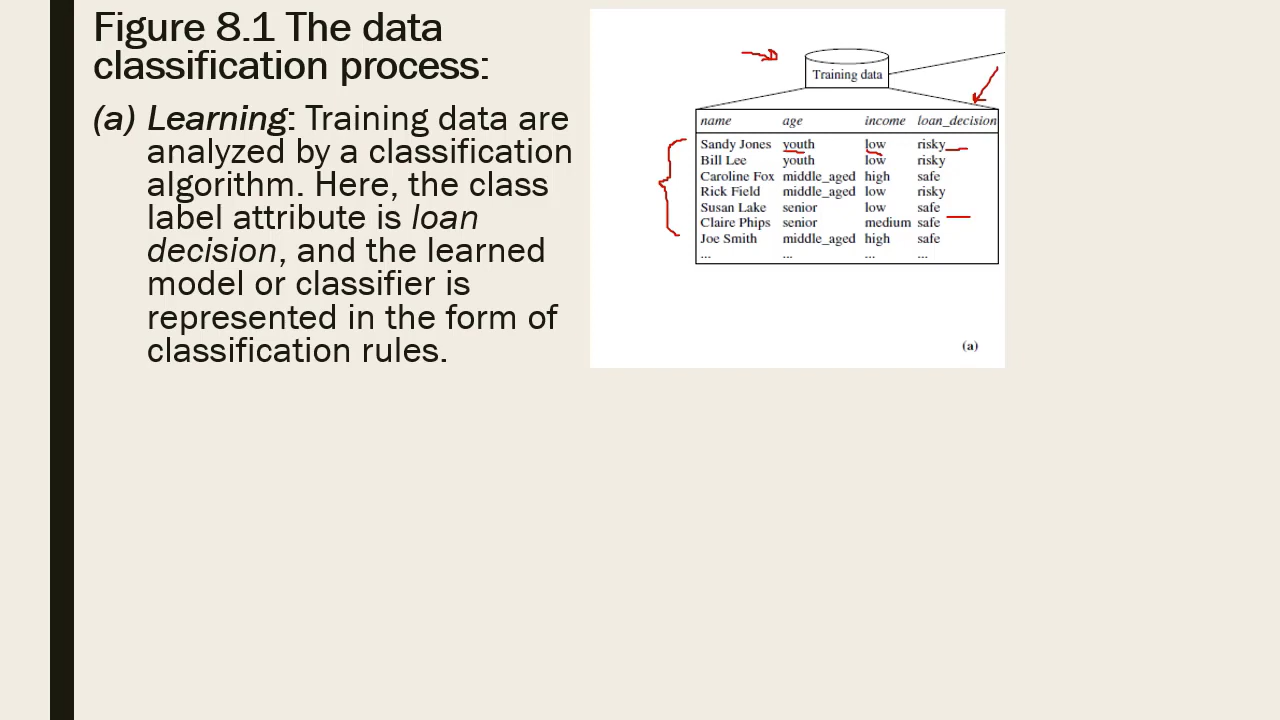 Figure 8.1 The data
classification process:
(a) Learning: Training data are
analyzed by a classification
algorithm. Here, the class
label attribute is loan
decision, and the learned
model or classifier is
represented in the form of
classification rules.
Training data
name age income loan_decision
Sandy Jones youth low risky
Bill Lee youth low risky
Caroline Fox middle_aged high safe
Rick Field middle_aged low risky
Susan Lake senior low safe
Claire Phips senior medium safe
Joe Smith middle_aged high safe
... ... ... ...
(a)